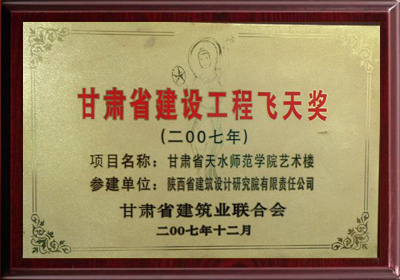 甘肃省建设工程飞天奖
(二00七年)
项目名称：甘肃省天水师范学院艺术楼
参建单位：陕西省建筑设计研究院有限责任公司
甘肃省建筑业联合会
二00七年十二月